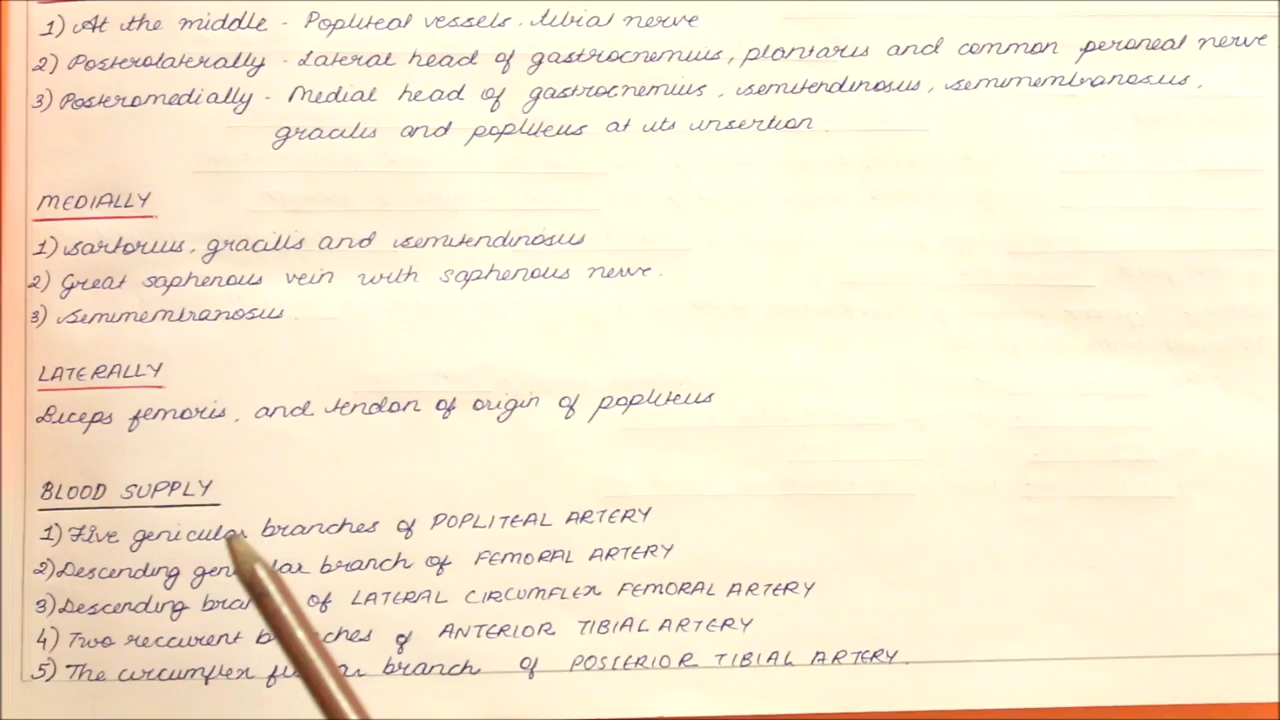 1) At the middle - Popliteal vessels, tibial nerve
2) Posterolaterally - Lateral head of gastrocnemius, plantaris and common peroneal nerve
3) Posteromedially - Medial head of gastrocnemius, semitendinosus, semimembranosus,
gracilis and popliteus at its insertion
MEDIALLY
1) Sartorius, gracilis and semitendinosus
2) Great saphenous vein with saphenous nerve.
3) Semimembranosus
LATERALLY
Biceps femoris, and tendon of origin of popliteus
BLOOD SUPPLY
1) Five genicular branches of POPLITEAL ARTERY
2) Descending branch of FEMORAL ARTERY
3) Descending of LATERAL CIRCUMFLEX FEMORAL ARTERY
4) Two reccurent of ANTERIOR TIBIAL ARTERY
5) The circumflex branch of POSTERIOR TIBIAL ARTERY.